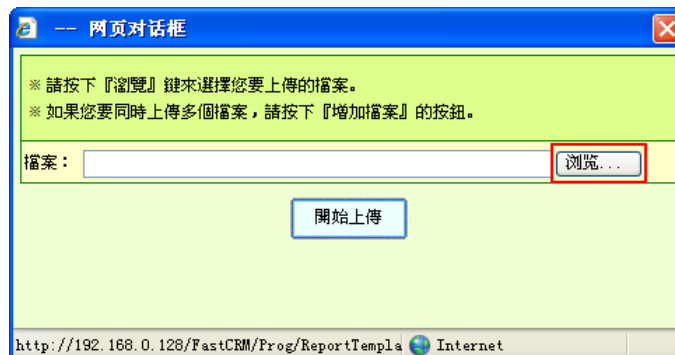 -- 网页对话框
※ 請按下『瀏覽』鍵來選擇您要上傳的檔案。
※ 如果您要同時上傳多個檔案，請按下『增加檔案』的按鈕。
檔案：
浏览...
開始上傳
http://192.168.0.128/FastCRM/Prog/ReportTempla Internet